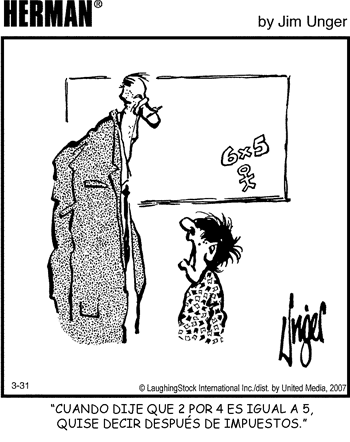 HERMAN®
by Jim Unger
6×5
Unger
3-31
© LaughingStock International Inc./dist. by United Media, 2007
"CUANDO DIJE QUE 2 POR 4 ES IGUAL A 5,
QUISE DECIR DESPUÉS DE IMPUESTOS."